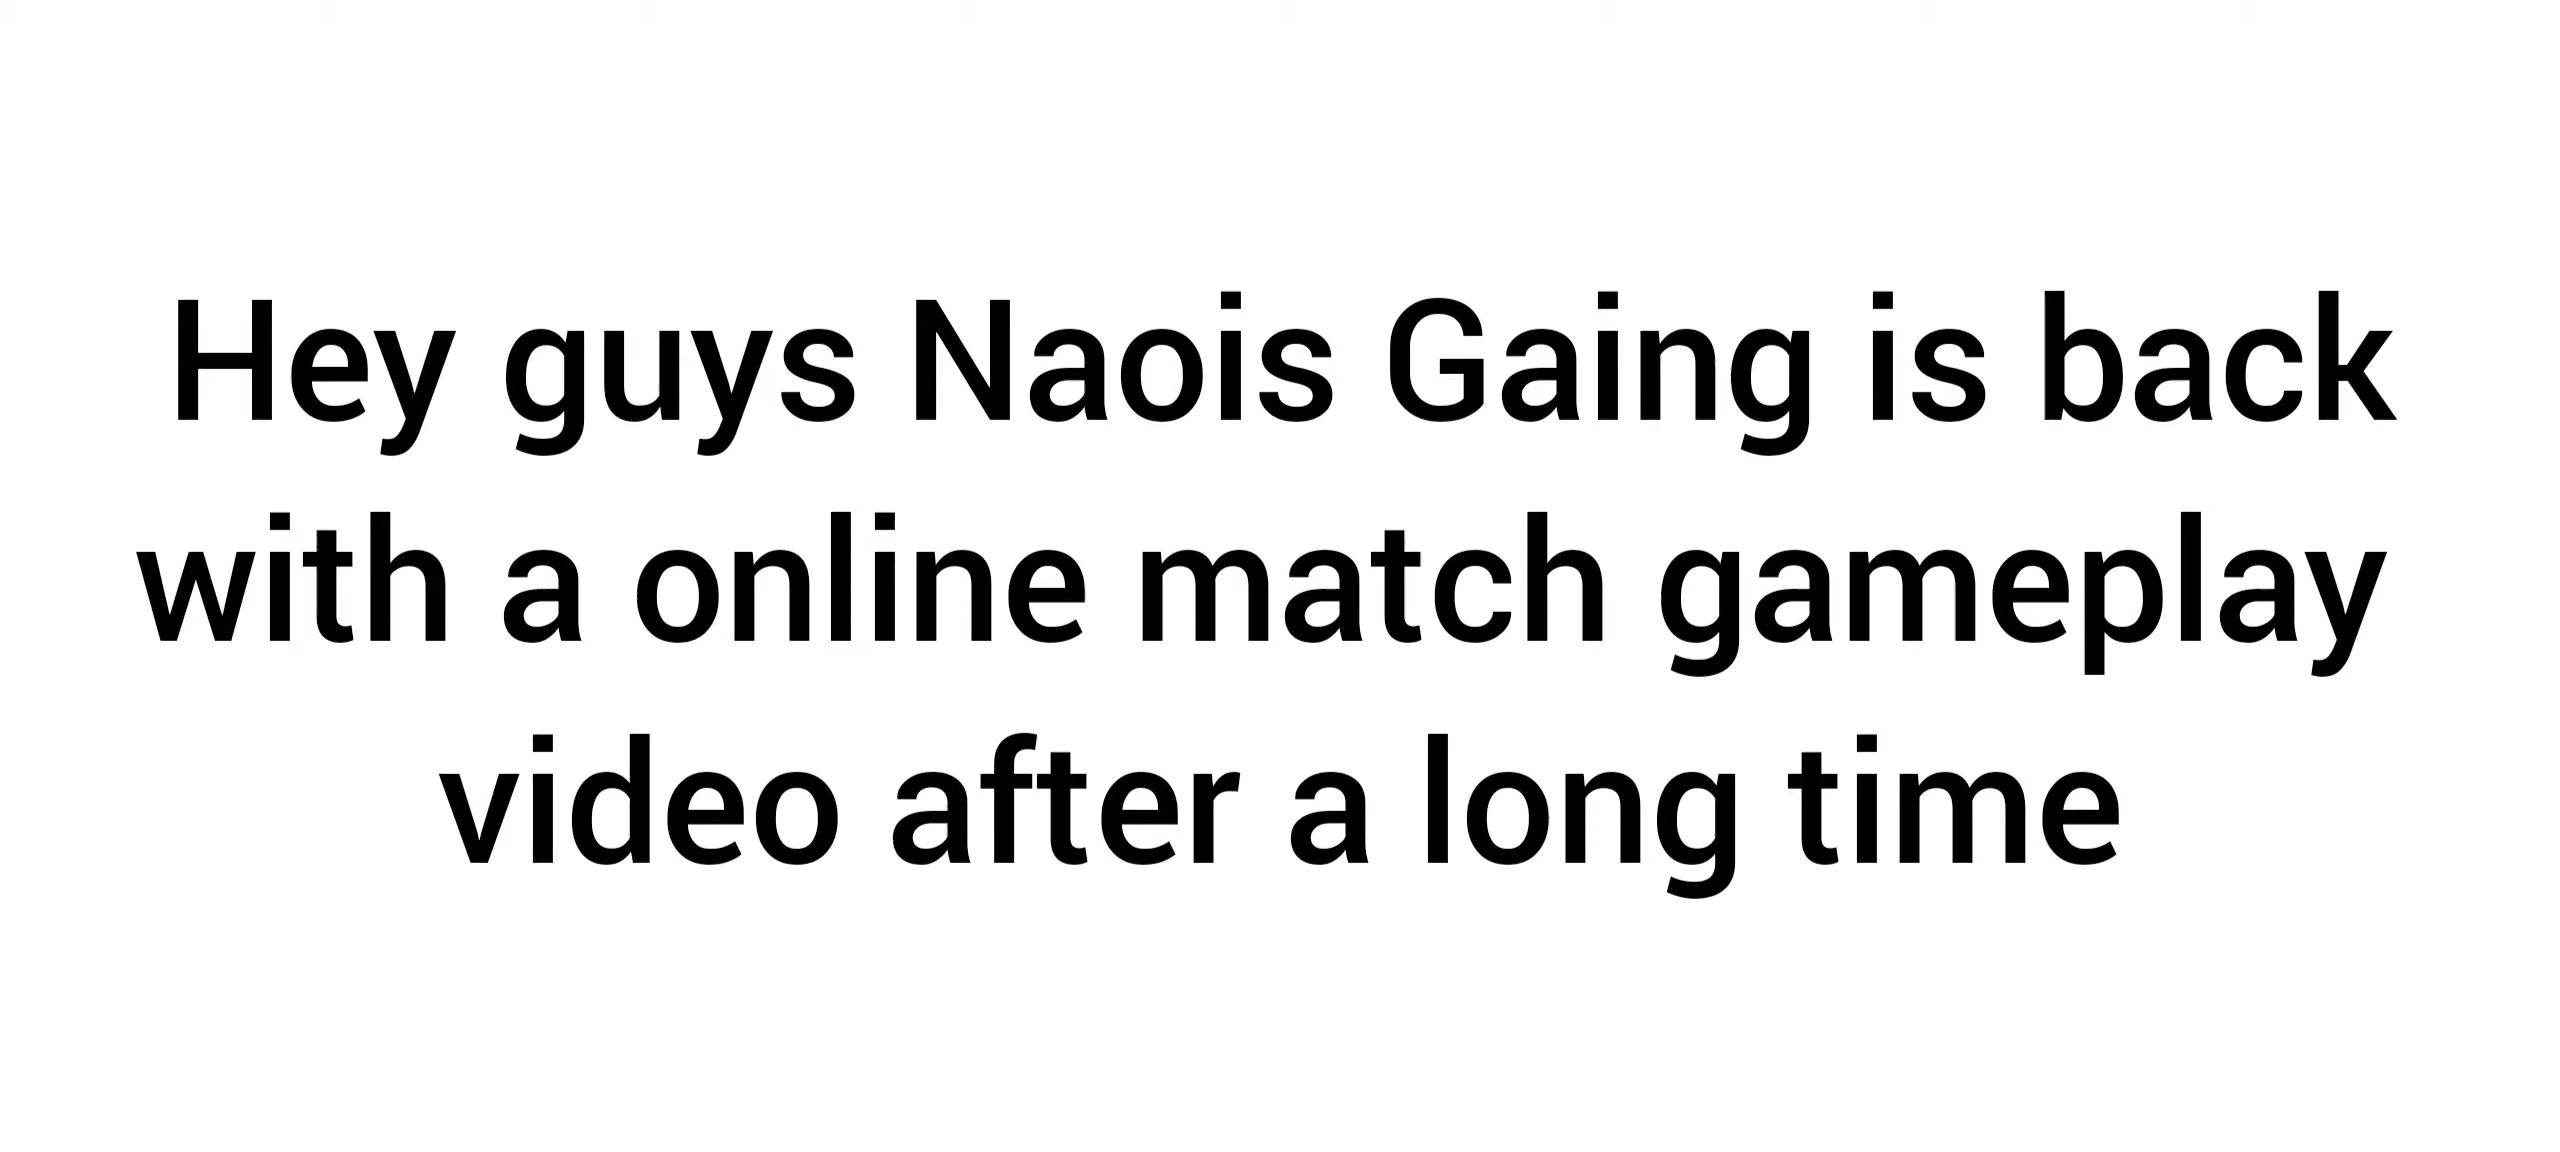 Hey guys Naois Gaing is back
with a online match gameplay
video after a long time